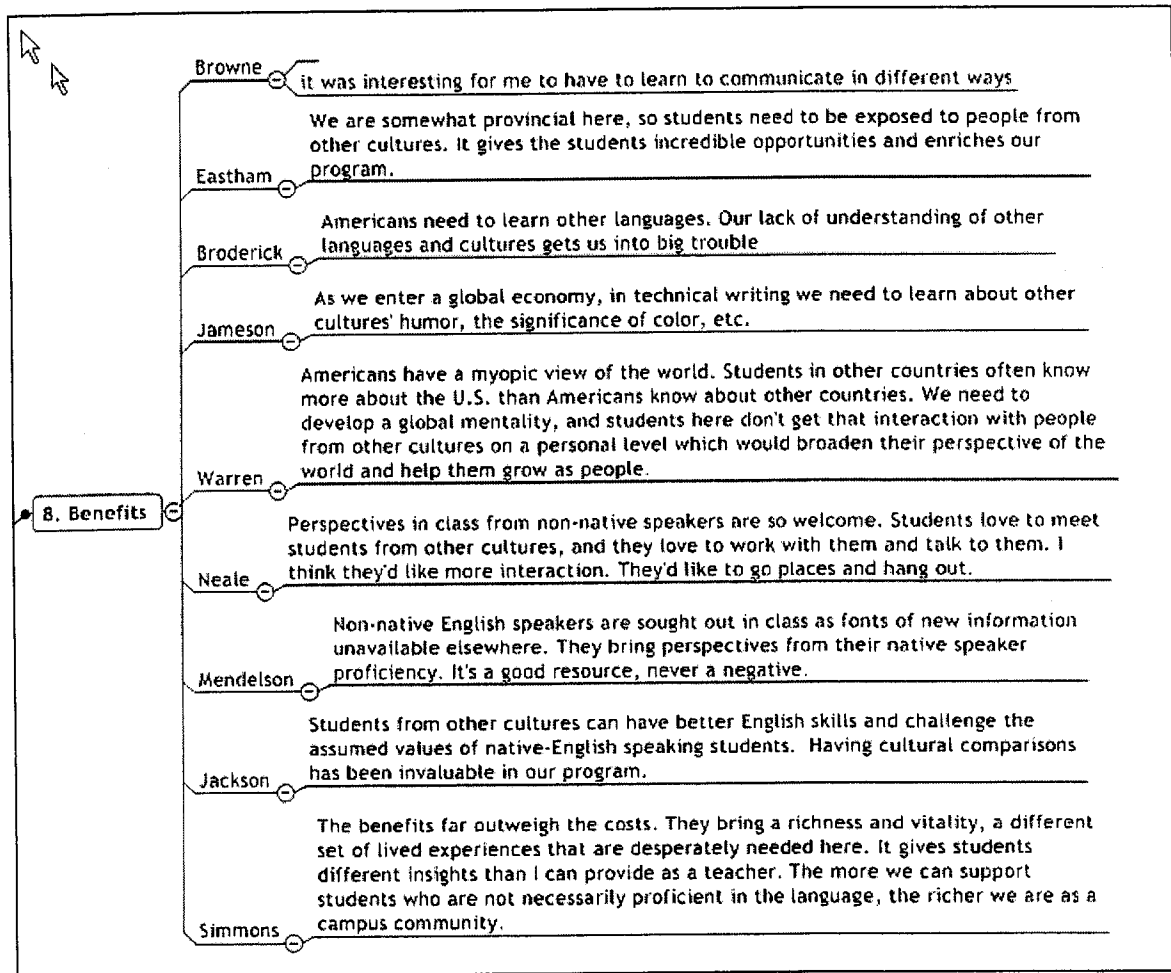 Browne
it was interesting for me to have to learn to communicate in different ways
We are somewhat provincial here, so students need to be exposed to people from
other cultures. It gives the students incredible opportunities and enriches our
program.
Eastham
Americans need to learn other languages. Our lack of understanding of other
languages and cultures gets us into big trouble
Broderick
As we enter a global economy, in technical writing we need to learn about other
cultures' humor, the significance of color, etc.
Jameson
Americans have a myopic view of the world. Students in other countries often know
more about the U.S. than Americans know about other countries. We need to
develop a global mentality, and students here don't get that interaction with people
from other cultures on a personal level which would broaden their perspective of the
world and help them grow as people.
Warren
8. Benefits
Perspectives in class from non-native speakers are so welcome. Students love to meet
students from other cultures, and they love to work with them and talk to them. I
think they'd like more interaction. They'd like to go places and hang out.
Neale
Non-native English speakers are sought out in class as fonts of new information
unavailable elsewhere. They bring perspectives from their native speaker
proficiency. It's a good resource, never a negative.
Mendelson
Students from other cultures can have better English skills and challenge the
assumed values of native-English speaking students. Having cultural comparisons
has been invaluable in our program.
Jackson
The benefits far outweigh the costs. They bring a richness and vitality, a different
set of lived experiences that are desperately needed here. It gives students
different insights than I can provide as a teacher. The more we can support
students who are not necessarily proficient in the language, the richer we are as a
campus community.
Simmons